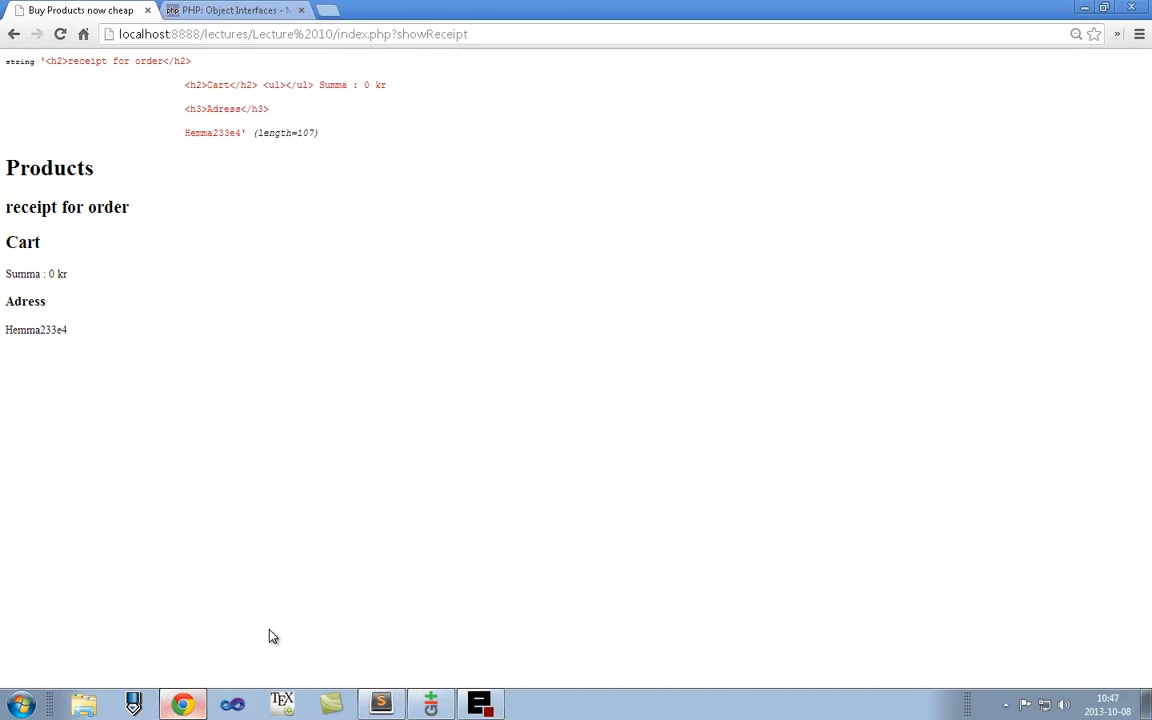 Buy Products now cheap
PHP: Object Interfaces - M
localhost:8888/lectures/Lecture%2010/index.php?showReceipt
string '<h2>receipt for order</h2>
<h2>Cart</h2> <ul></ul> Summa : 0 kr
<h3>Adress</h3>
Hemma233e4' (length=107)
Products
receipt for order
Cart
Summa : 0 kr
Adress
Hemma233e4
TEX
10:47
2013-10-08